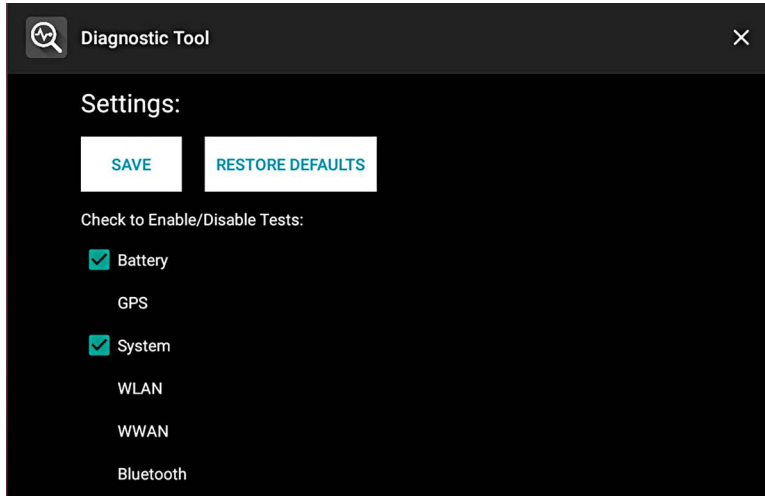 Diagnostic Tool
Settings:
SAVE RESTORE DEFAULTS
Check to Enable/Disable Tests:
Battery
GPS
System
WLAN
WWAN
Bluetooth